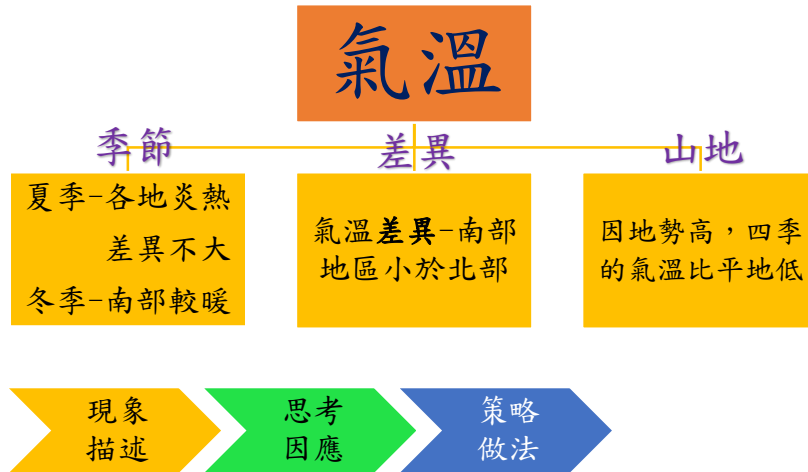 氣溫
季節
夏季-各地炎熱
差異不大
冬季-南部較暖
差異
氣溫差異-南部
地區小於北部
山地
因地勢高，四季
的氣溫比平地低
現象
描述
思考
因應
策略
做法